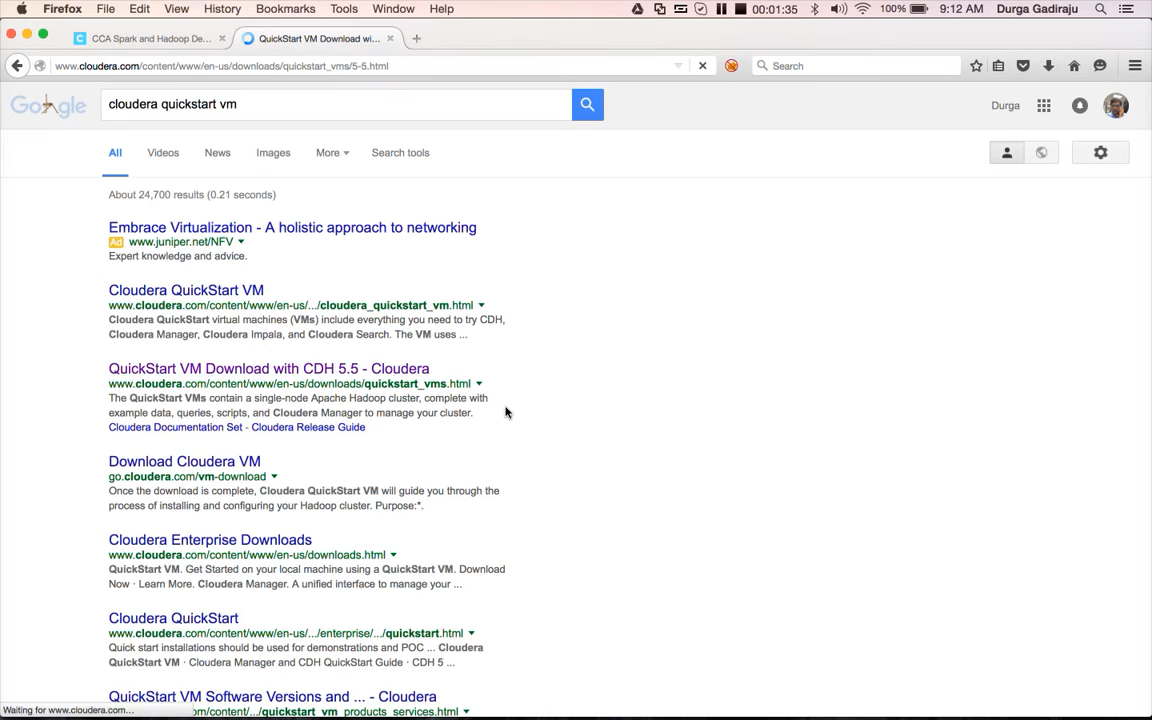 Firefox File Edit View History Bookmarks Tools Window Help 00:01:35 100% 9:12 AM Durga Gadiraju
CCA Spark and Hadoop De... × QuickStart VM Download wi... × +
www.cloudera.com/content/www/en-us/downloads/quickstart_vms/5-5.html Search
Google cloudera quickstart vm Durga
All Videos News Images More Search tools
About 24,700 results (0.21 seconds)
Embrace Virtualization - A holistic approach to networking
Ad www.juniper.net/NFV
Expert knowledge and advice.
Cloudera QuickStart VM
www.cloudera.com/content/www/en-us/.../cloudera_quickstart_vm.html
Cloudera QuickStart virtual machines (VMs) include everything you need to try CDH,
Cloudera Manager, Cloudera Impala, and Cloudera Search. The VM uses ...
QuickStart VM Download with CDH 5.5 - Cloudera
www.cloudera.com/content/www/en-us/downloads/quickstart_vms.html
The QuickStart VMs contain a single-node Apache Hadoop cluster, complete with
example data, queries, scripts, and Cloudera Manager to manage your cluster.
Cloudera Documentation Set - Cloudera Release Guide
Download Cloudera VM
go.cloudera.com/vm-download
Once the download is complete, Cloudera QuickStart VM will guide you through the
process of installing and configuring your Hadoop cluster. Purpose:*.
Cloudera Enterprise Downloads
www.cloudera.com/content/www/en-us/downloads.html
QuickStart VM. Get Started on your local machine using a QuickStart VM. Download
Now · Learn More. Cloudera Manager. A unified interface to manage your ...
Cloudera QuickStart
www.cloudera.com/content/www/en-us/.../enterprise/.../quickstart.html
Quick start installations should be used for demonstrations and POC ... Cloudera
QuickStart VM · Cloudera Manager and CDH QuickStart Guide · CDH 5 ...
QuickStart VM Software Versions and ... - Cloudera
Waiting for www.cloudera.com... om/content/.../quickstart_vm_products_services.html